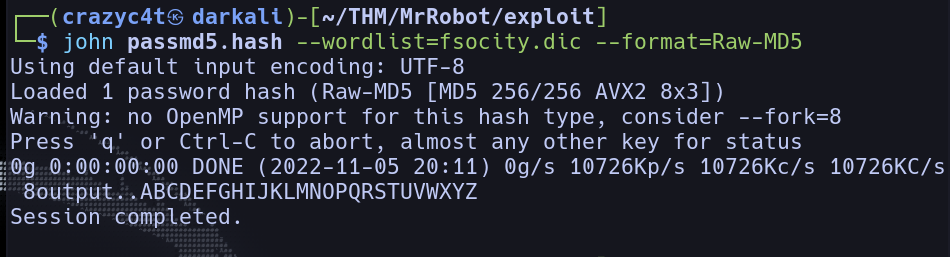 ┌──(crazyc4t㉿darkali)-[~/THM/MrRobot/exploit]
└─$ john passmd5.hash --wordlist=fsocity.dic --format=Raw-MD5
Using default input encoding: UTF-8
Loaded 1 password hash (Raw-MD5 [MD5 256/256 AVX2 8x3])
Warning: no OpenMP support for this hash type, consider --fork=8
Press 'q' or Ctrl-C to abort, almost any other key for status
0g 0:00:00:00 DONE (2022-11-05 20:11) 0g/s 10726Kp/s 10726Kc/s 10726KC/s
8output..ABCDEFGHIJKLMNOPQRSTUVWXYZ
Session completed.